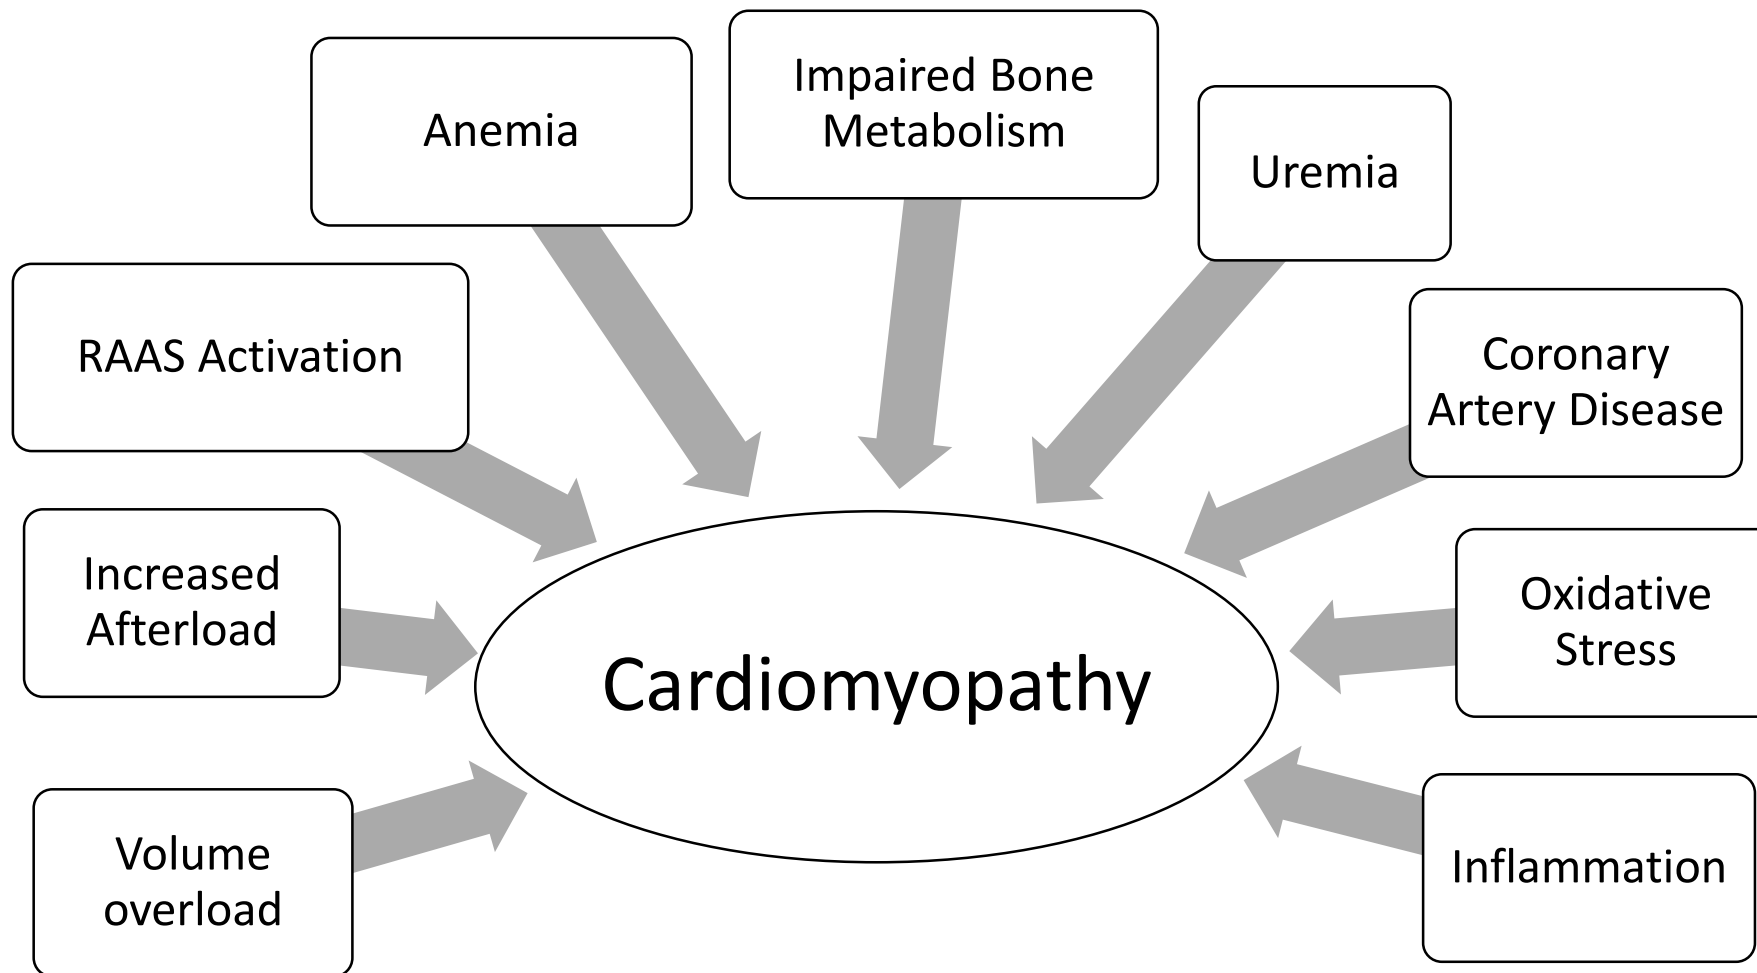 Impaired Bone
Metabolism
Anemia
Uremia
RAAS Activation
Coronary
Artery Disease
Increased
Afterload
Oxidative
Stress
Cardiomyopathy
Volume
overload
Inflammation